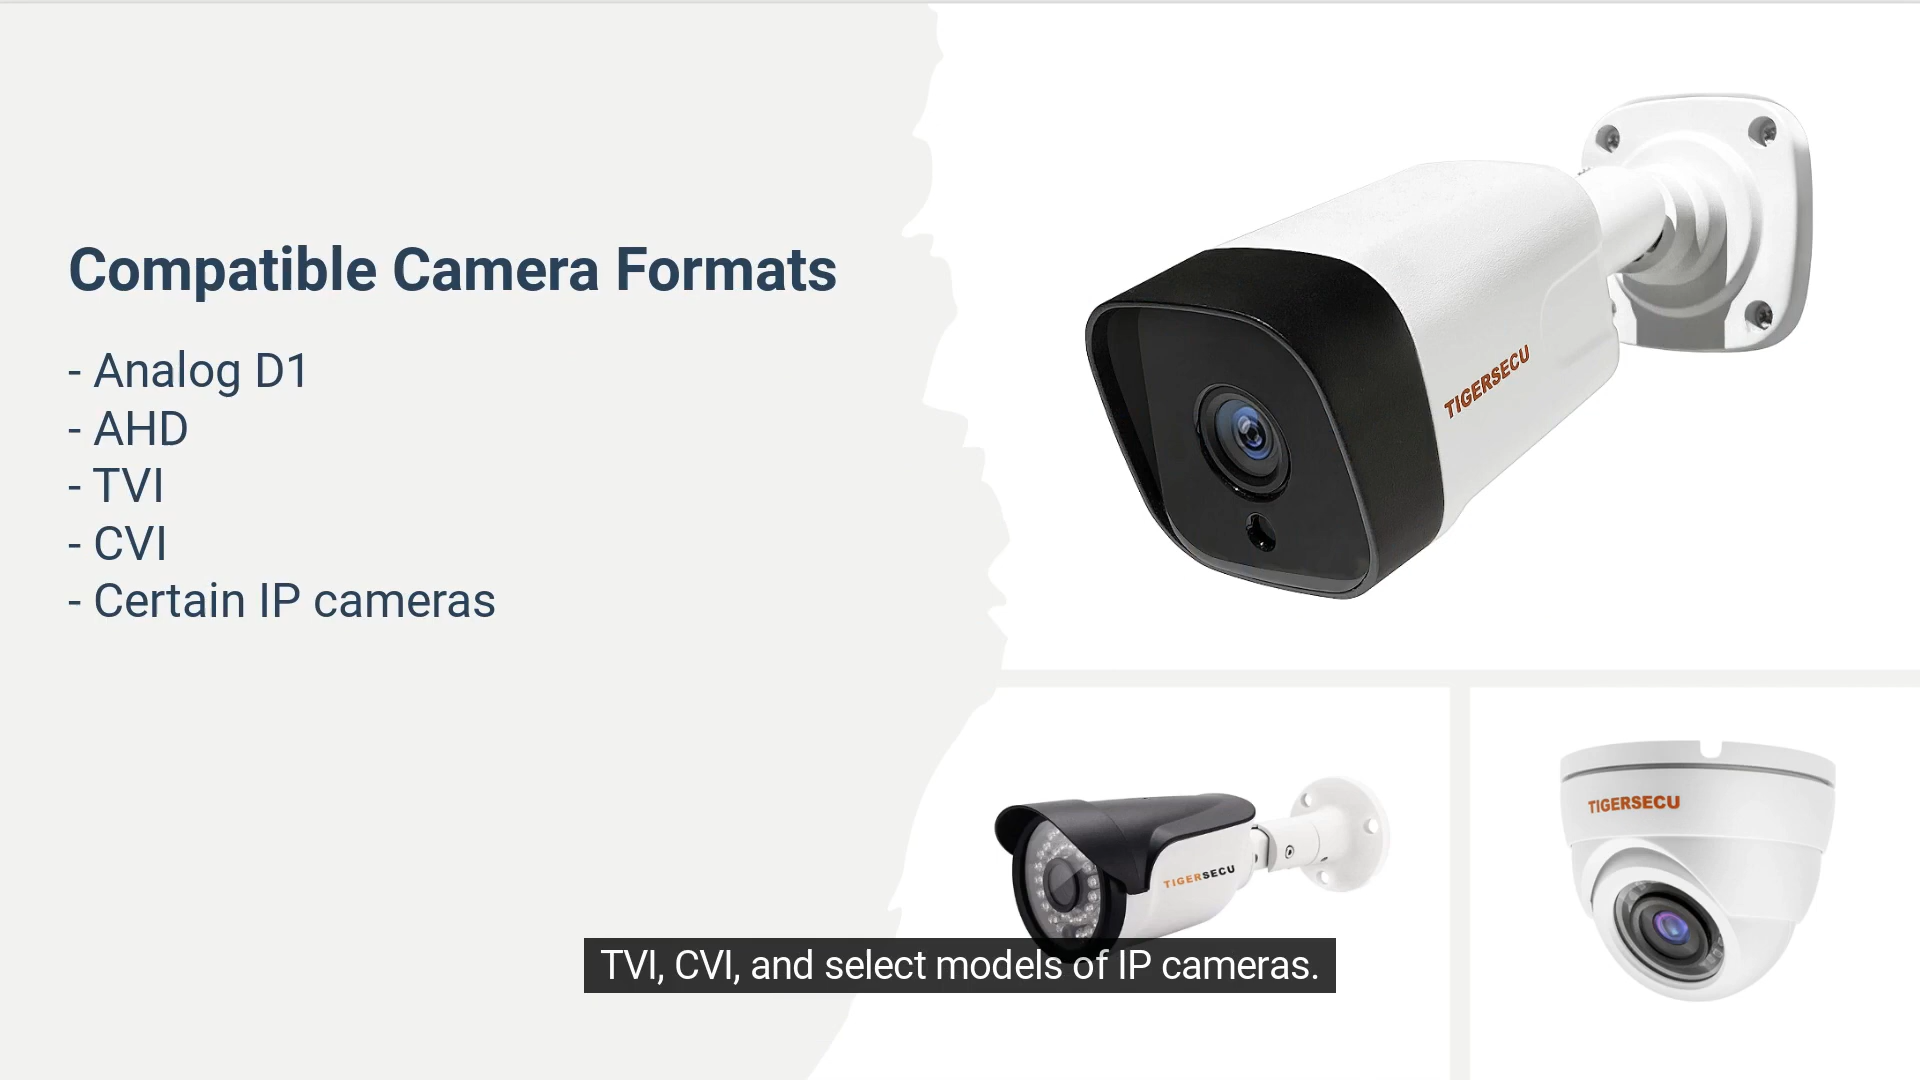 Compatible Camera Formats
- Analog D1
- AHD
- TVI
- CVI
- Certain IP cameras
TIGERSECU
TIGERSECU
TIGERSECU
TVI, CVI, and select models of IP cameras.